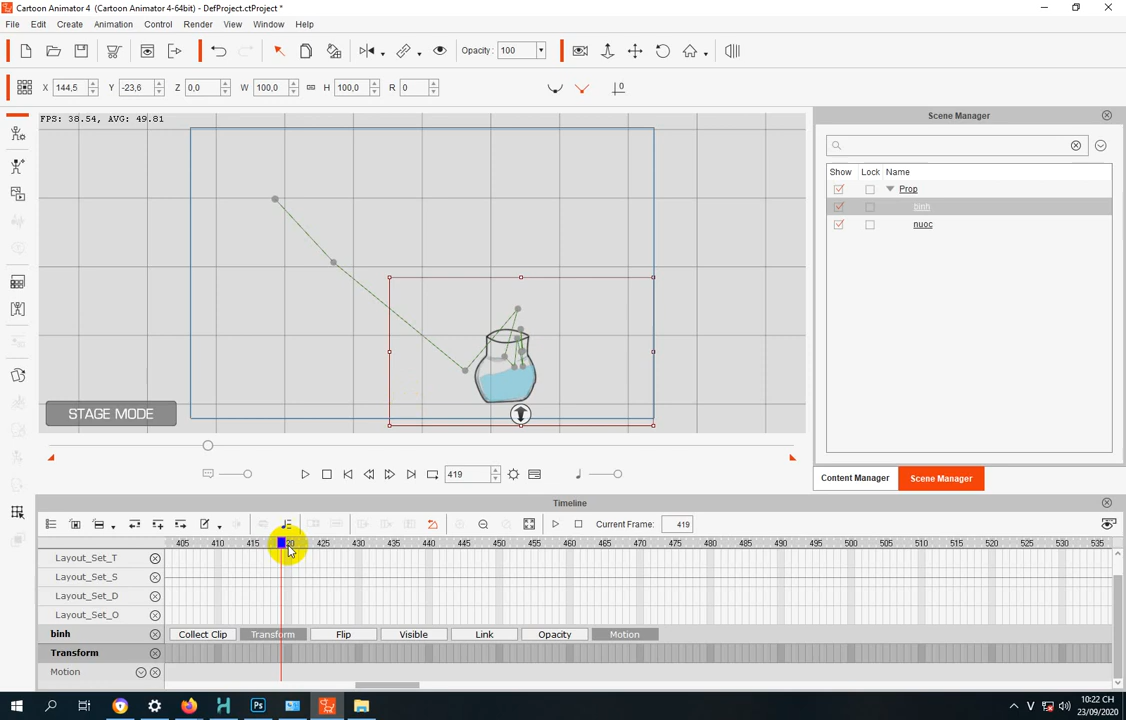 Cartoon Animator 4 (Cartoon Animator 4-64bit) - DefProject.ctProject *
File Edit Create Animation Control Render View Window Help
Opacity : 100
X 144,5 Y -23,6 Z 0,0 W 100,0 H 100,0 R 0
FPS: 38.54, AVG: 49.81
STAGE MODE
Scene Manager
Show Lock Name
Prop
binh
nuoc
Content Manager Scene Manager
419
Timeline
Current Frame: 419
405 410 415 20 425 430 435 440 445 450 455 460 465 470 475 480 485 490 495 500 505 510 515 520 525 530 535
Layout_Set_T
Layout_Set_S
Layout_Set_D
Layout_Set_O
binh Collect Clip Transform Flip Visible Link Opacity Motion
Transform
Motion
V 10:22 CH
23/09/2020